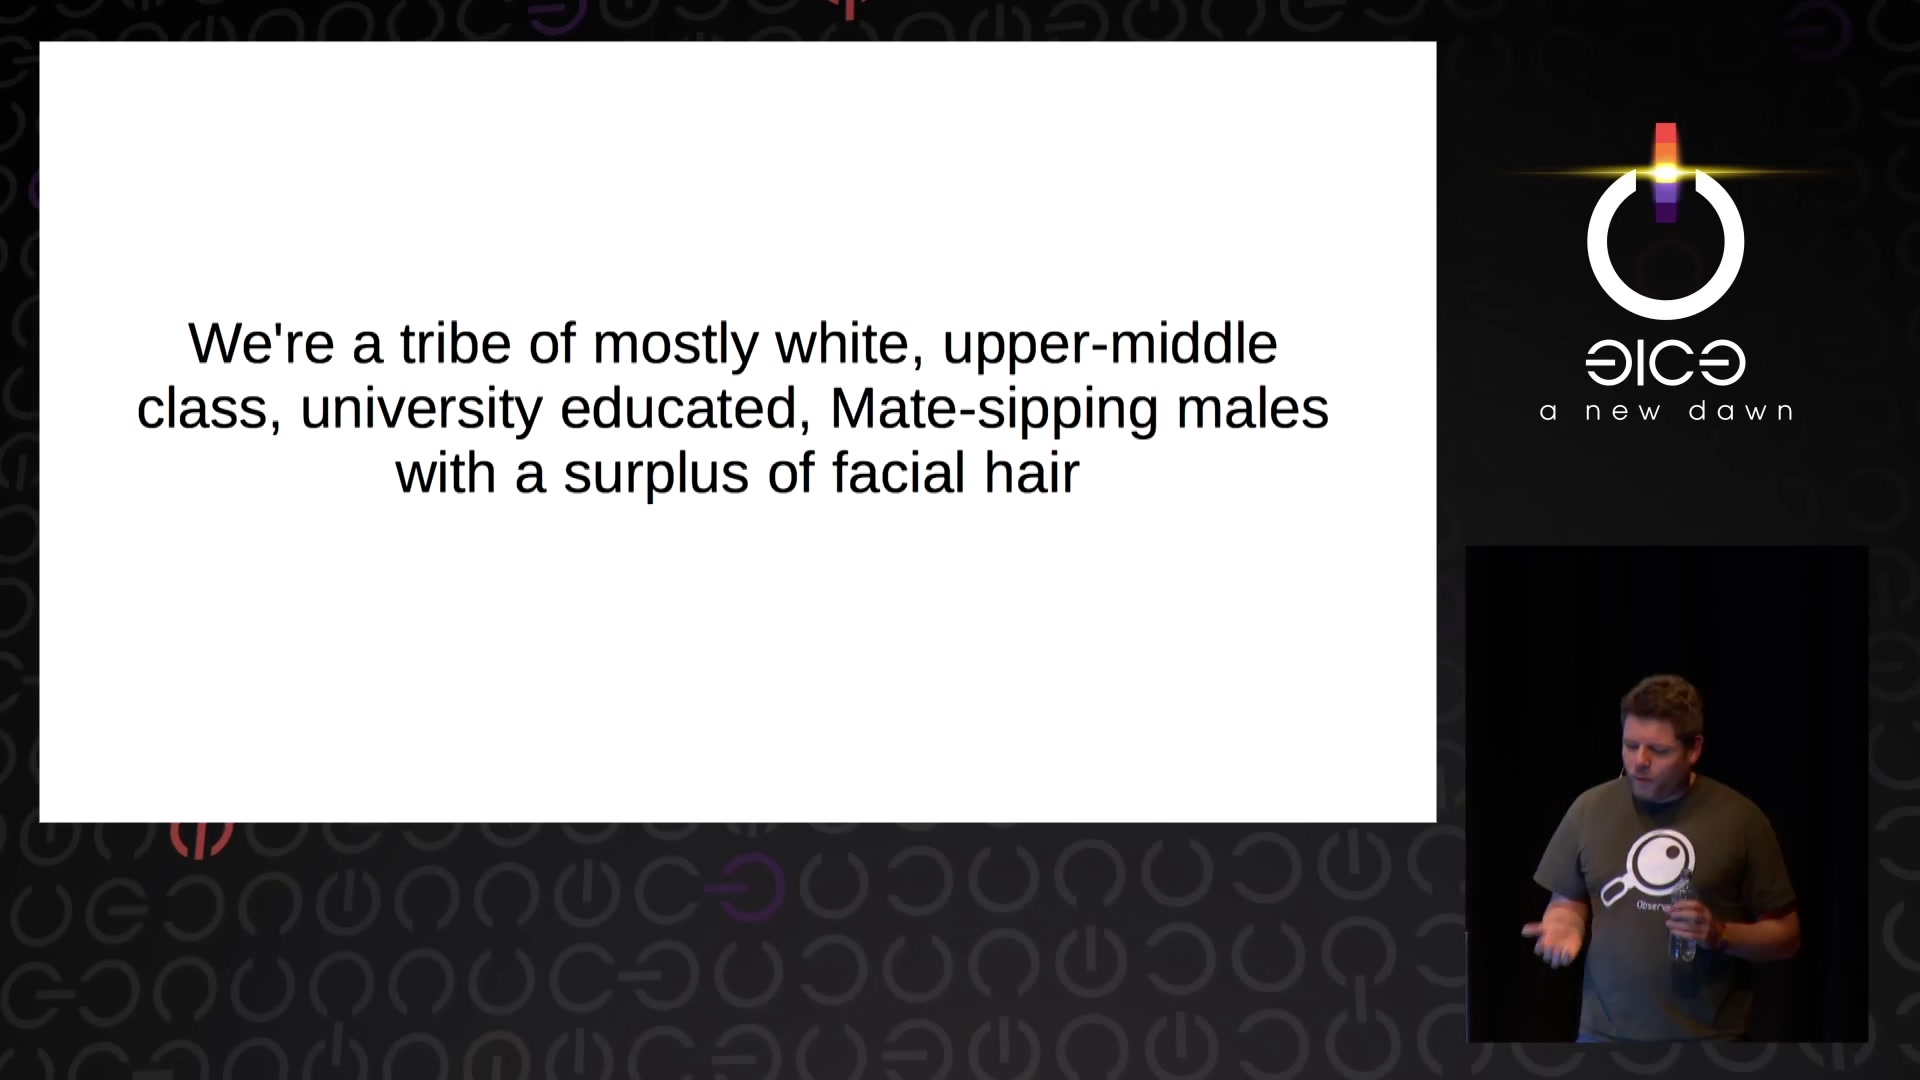 We're a tribe of mostly white, upper-middle
class, university educated, Mate-sipping males
with a surplus of facial hair
a new dawn